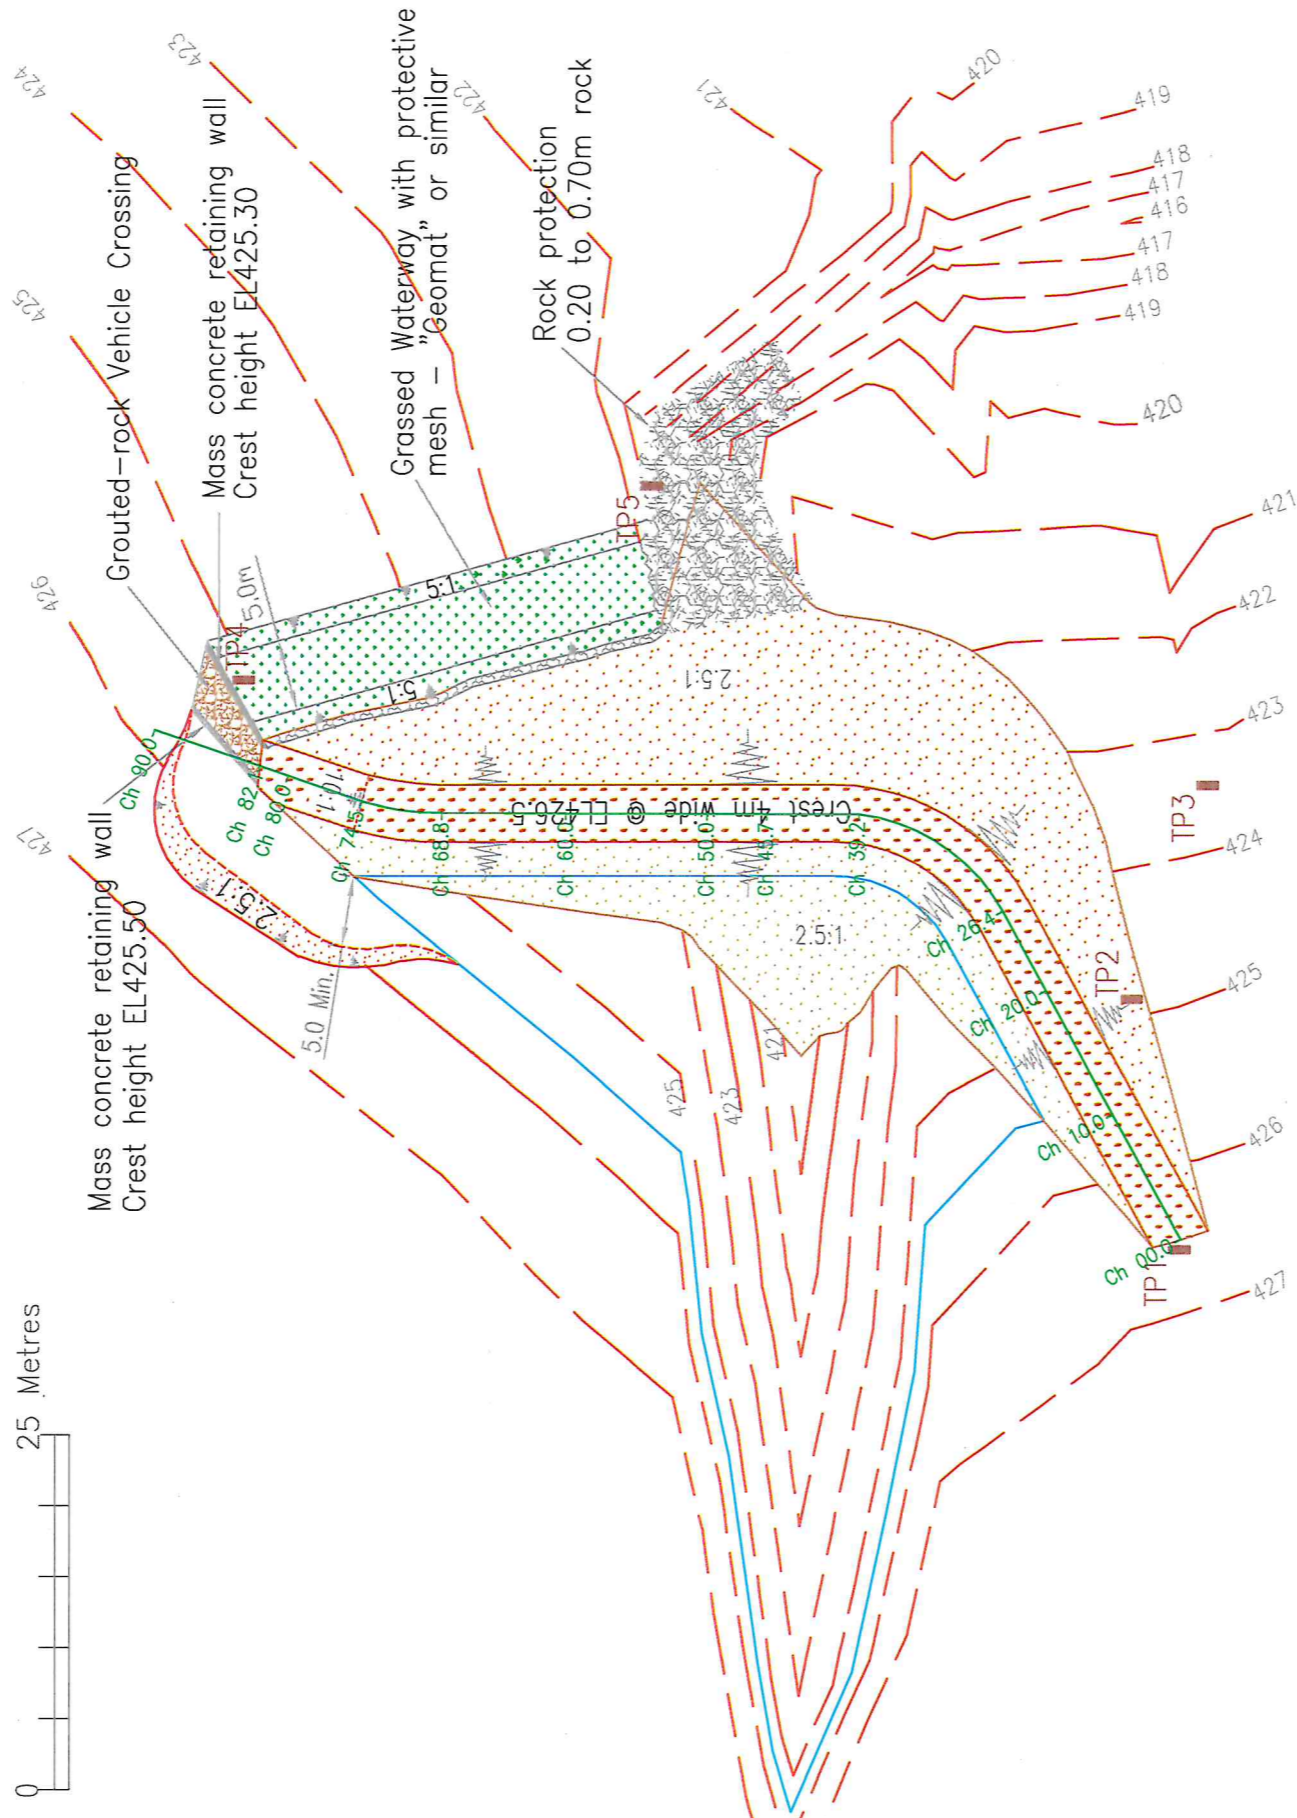 424
423
425
426
427
Grouted-rock Vehicle Crossing
Mass concrete retaining wall
Crest height EL425.30
Grassed Waterway with protective
mesh - "Geomat" or similar
422
421
Rock protection
0.20 to 0.70m rock
420
419
418
417
416
417
418
419
420
421
422
423
424
425
426
427
Mass concrete retaining wall
Crest height EL425.50
TP4
5.0m
5:1
5:1
TP5
2.5:1
2.5:1
10:1
2.5:1
5.0 Min.
Crest 4m wide @ EL426.5
Ch 90.0
Ch 82.
Ch 80.0
Ch 74.5
Ch 68.8
Ch 60.0
Ch 50.0
Ch 45.7
Ch 39.2
Ch 26.4
Ch 20.0
Ch 10.0
Ch 00.0
425
423
421
TP3
TP2
TP1
0
25 Metres